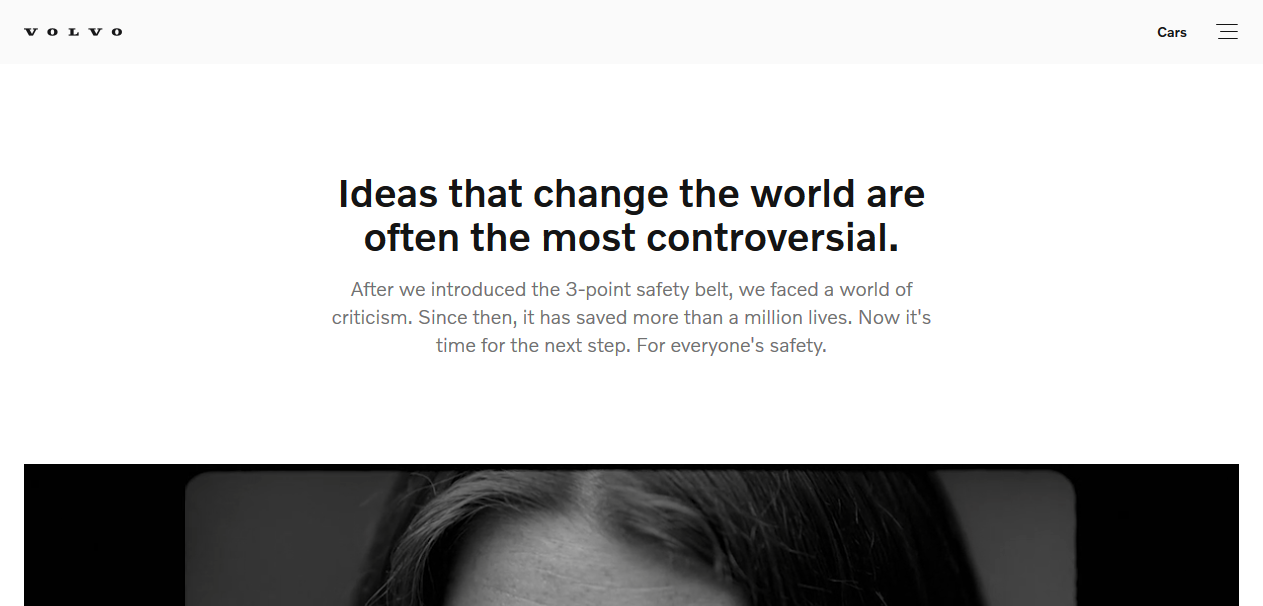 VOLVO
Cars
Ideas that change the world are
often the most controversial.
After we introduced the 3-point safety belt, we faced a world of
criticism. Since then, it has saved more than a million lives. Now it's
time for the next step. For everyone's safety.